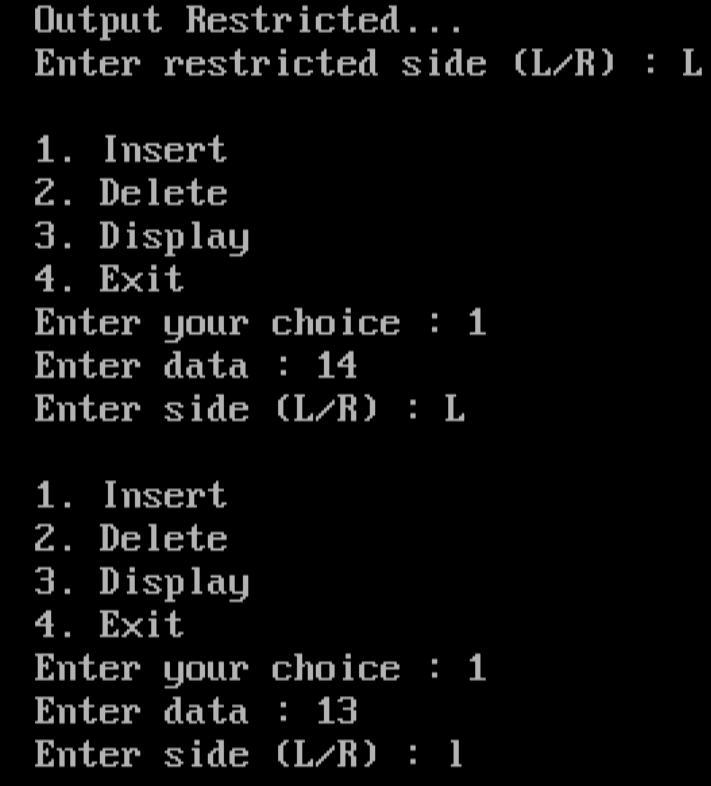 Output Restricted...
Enter restricted side (L/R) : L
1. Insert
2. Delete
3. Display
4. Exit
Enter your choice : 1
Enter data : 14
Enter side (L/R) : L
1. Insert
2. Delete
3. Display
4. Exit
Enter your choice : 1
Enter data : 13
Enter side (L/R) : l